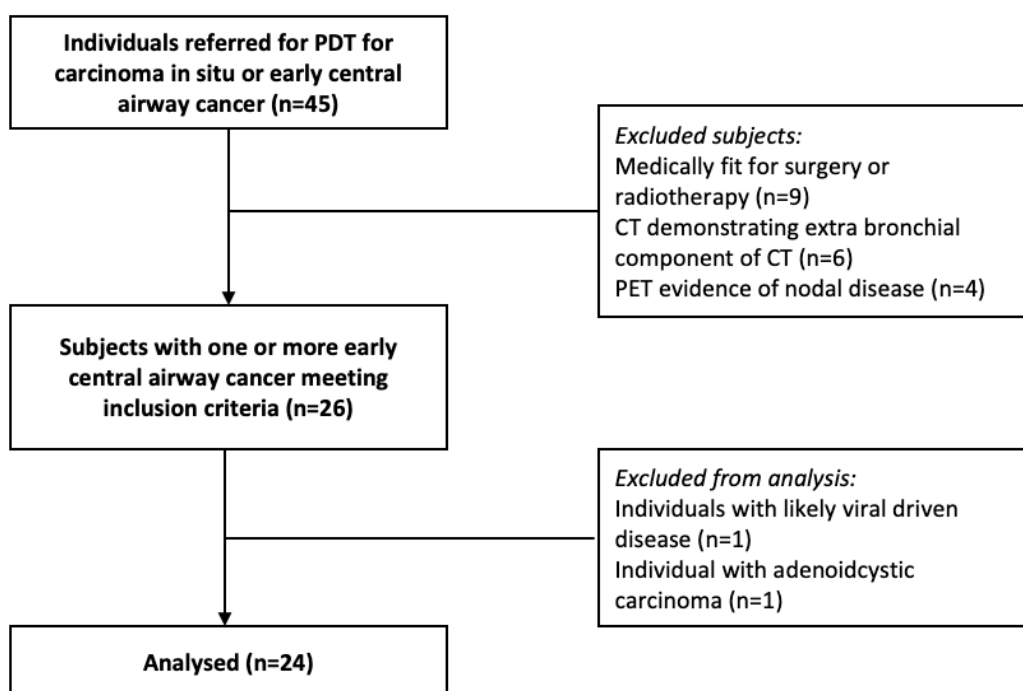 Individuals referred for PDT for
carcinoma in situ or early central
airway cancer (n=45)
Excluded subjects:
Medically fit for surgery or
radiotherapy (n=9)
CT demonstrating extra bronchial
component of CT (n=6)
PET evidence of nodal disease (n=4)
Subjects with one or more early
central airway cancer meeting
inclusion criteria (n=26)
Excluded from analysis:
Individuals with likely viral driven
disease (n=1)
Individual with adenoidcystic
carcinoma (n=1)
Analysed (n=24)